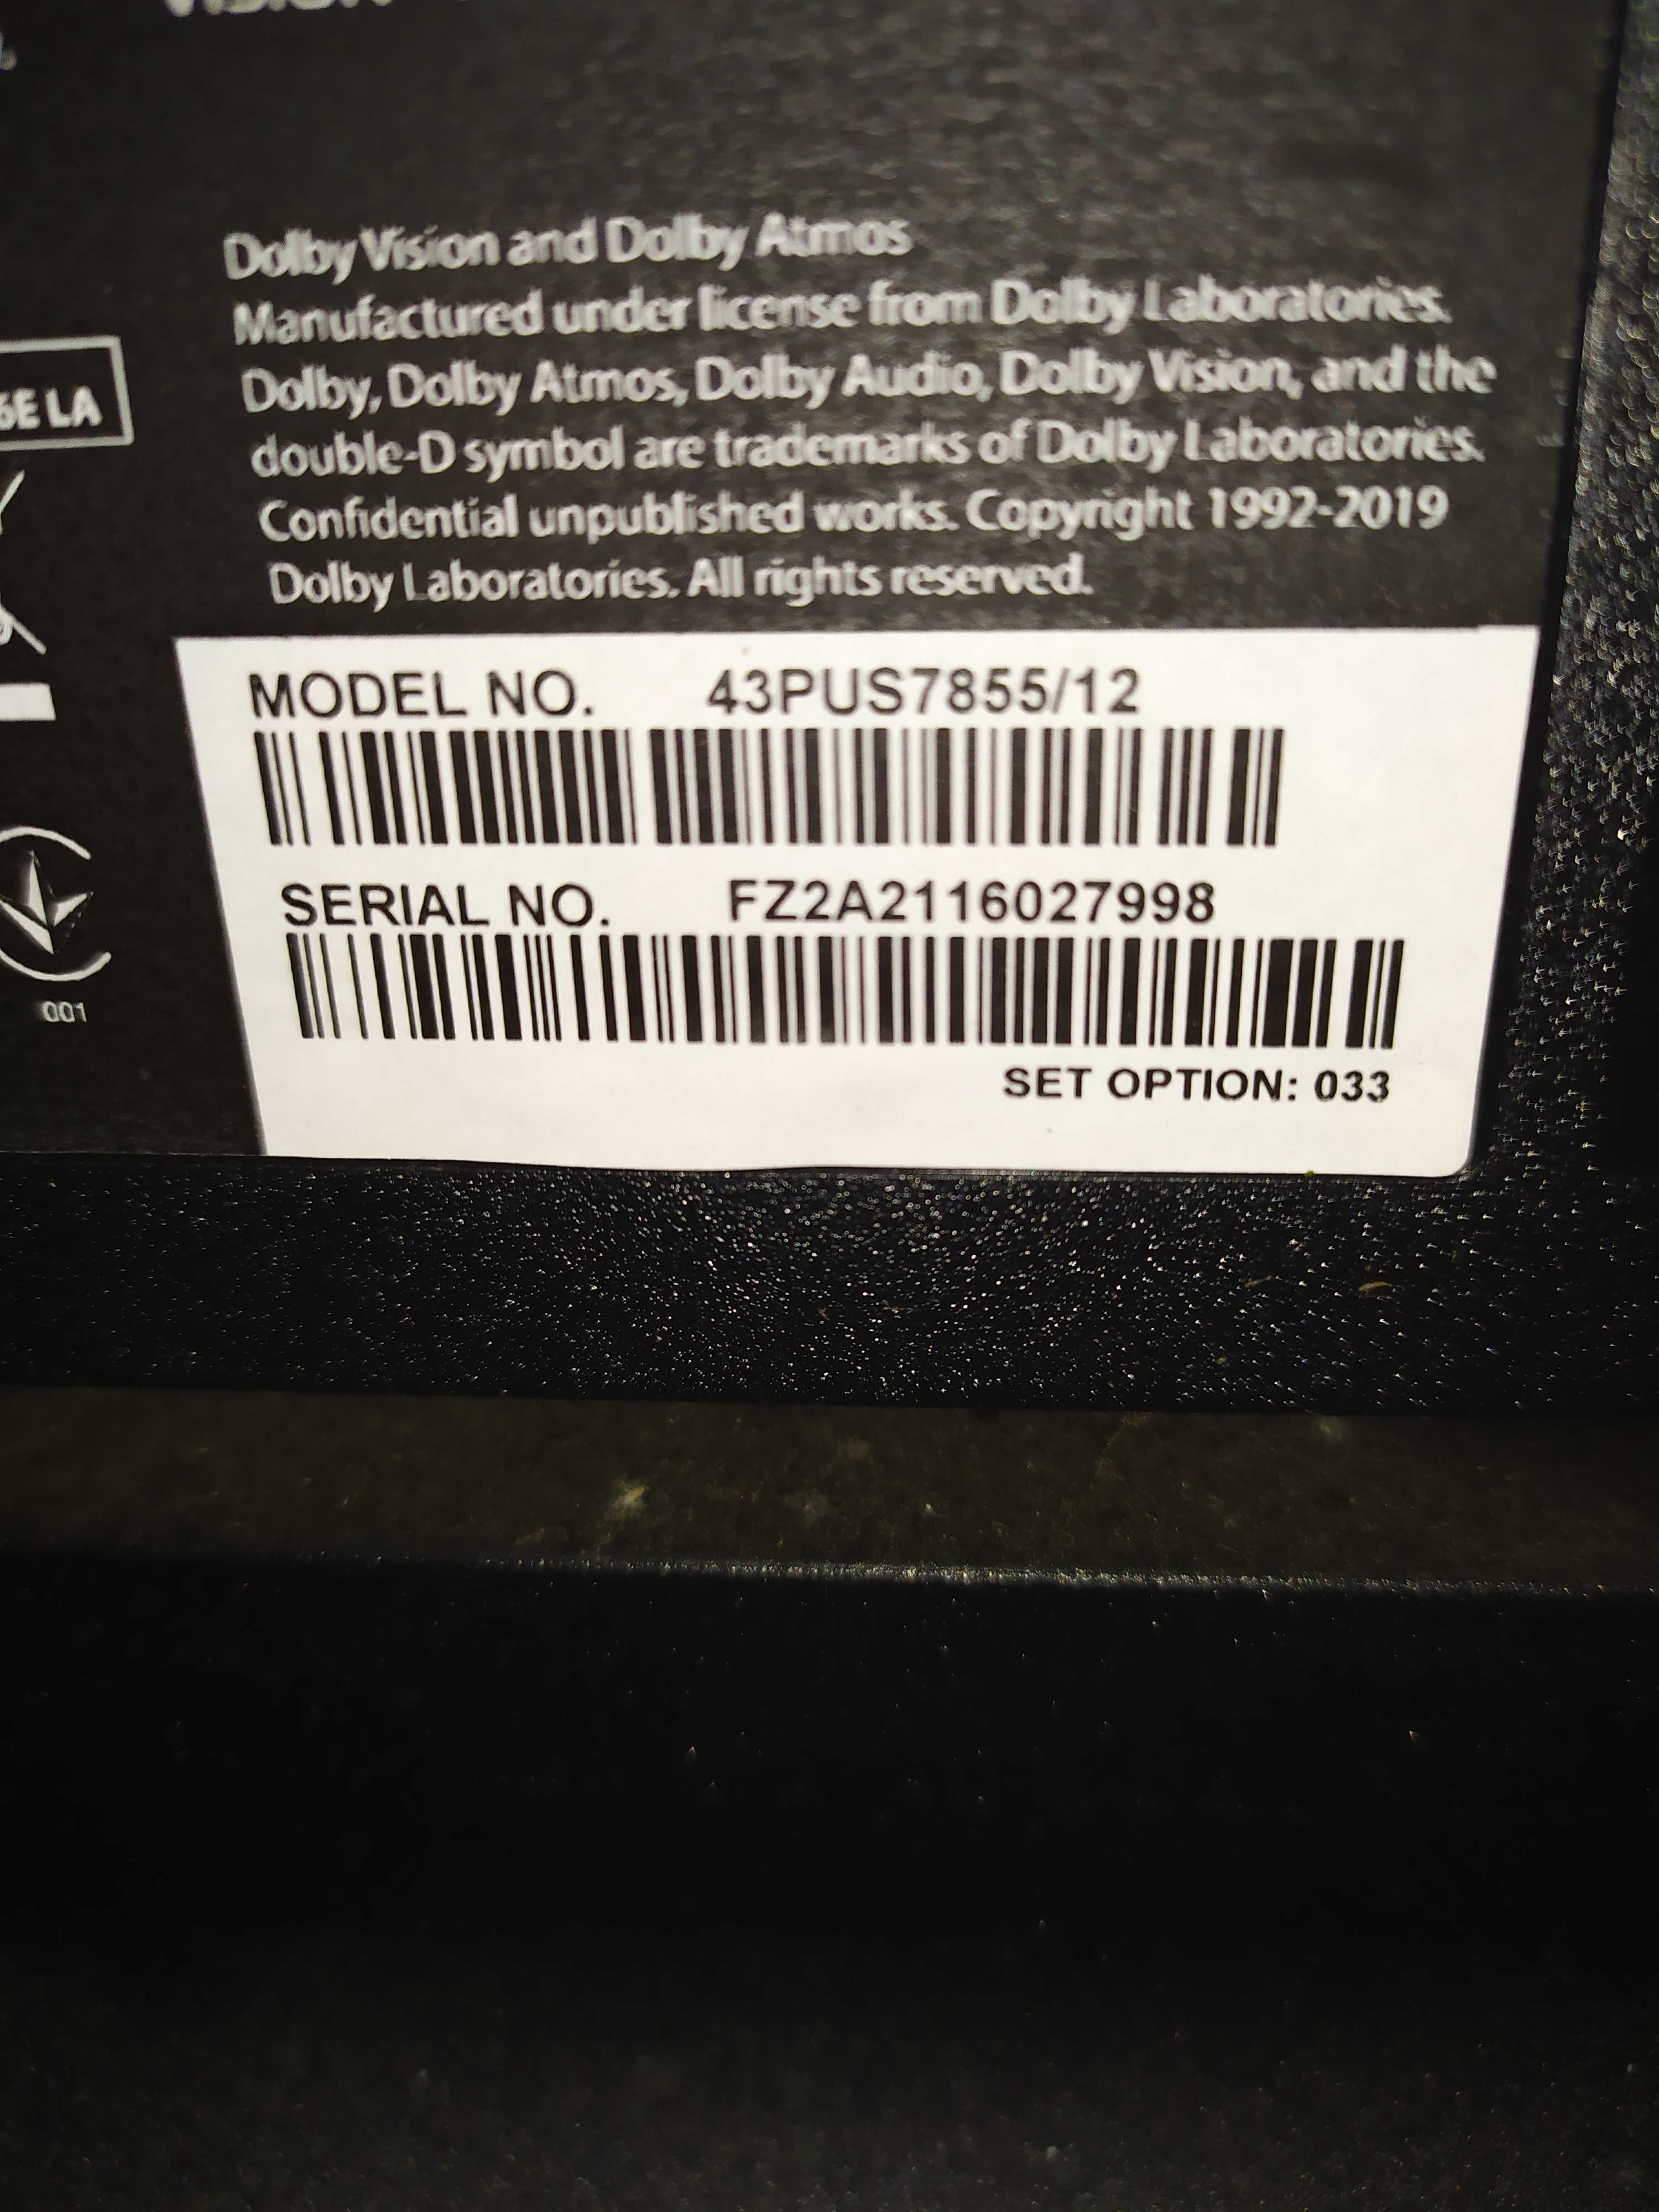 Dolby Vision and Dolby Atmos
Manufactured under license from Dolby Laboratories.
Dolby, Dolby Atmos, Dolby Audio, Dolby Vision, and the
double-D symbol are trademarks of Dolby Laboratories.
Confidential unpublished works. Copyright 1992-2019
Dolby Laboratories. All rights reserved.
LA
MODEL NO. 43PUS7855/12
SERIAL NO. FZ2A2116027998
001
SET OPTION: 033